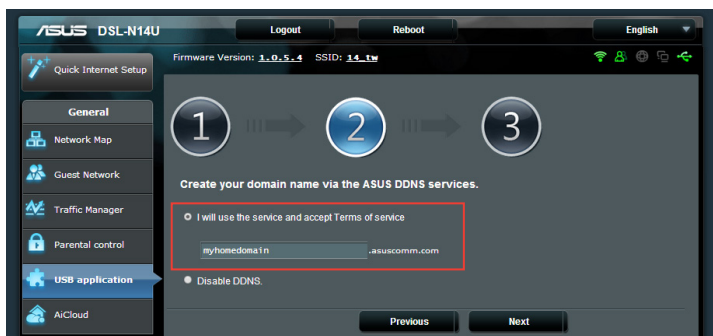 ASUS DSL-N14U
Logout
Reboot
English
Quick Internet Setup
Firmware Version: 1.0.5.4 SSID: 14_tw
General
Network Map
Guest Network
Traffic Manager
Parental control
USB application
AiCloud
1
2
3
Create your domain name via the ASUS DDNS services.
I will use the service and accept Terms of service
myhomedomain .asuscomm.com
Disable DDNS.
Previous
Next